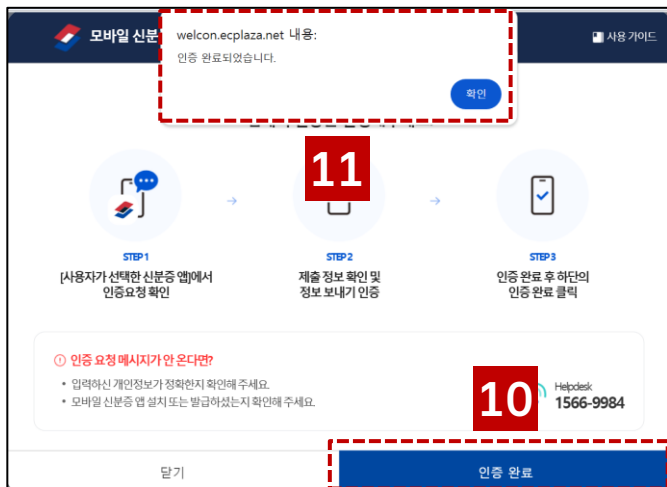 모바일 신분
welcon.ecplaza.net 내용:
인증 완료되었습니다.
확인
사용 가이드
11
STEP 1
[사용자가 선택한 신분증 앱]에서
인증요청 확인
STEP 2
제출 정보 확인 및
정보 보내기 인증
STEP 3
인증 완료 후 하단의
인증 완료 클릭
인증 요청 메시지가 안 온다면?
• 입력하신 개인정보가 정확한지 확인해 주세요.
• 모바일 신분증 앱 설치 또는 발급하셨는지 확인해 주세요.
10
Helpdesk
1566-9984
닫기
인증 완료